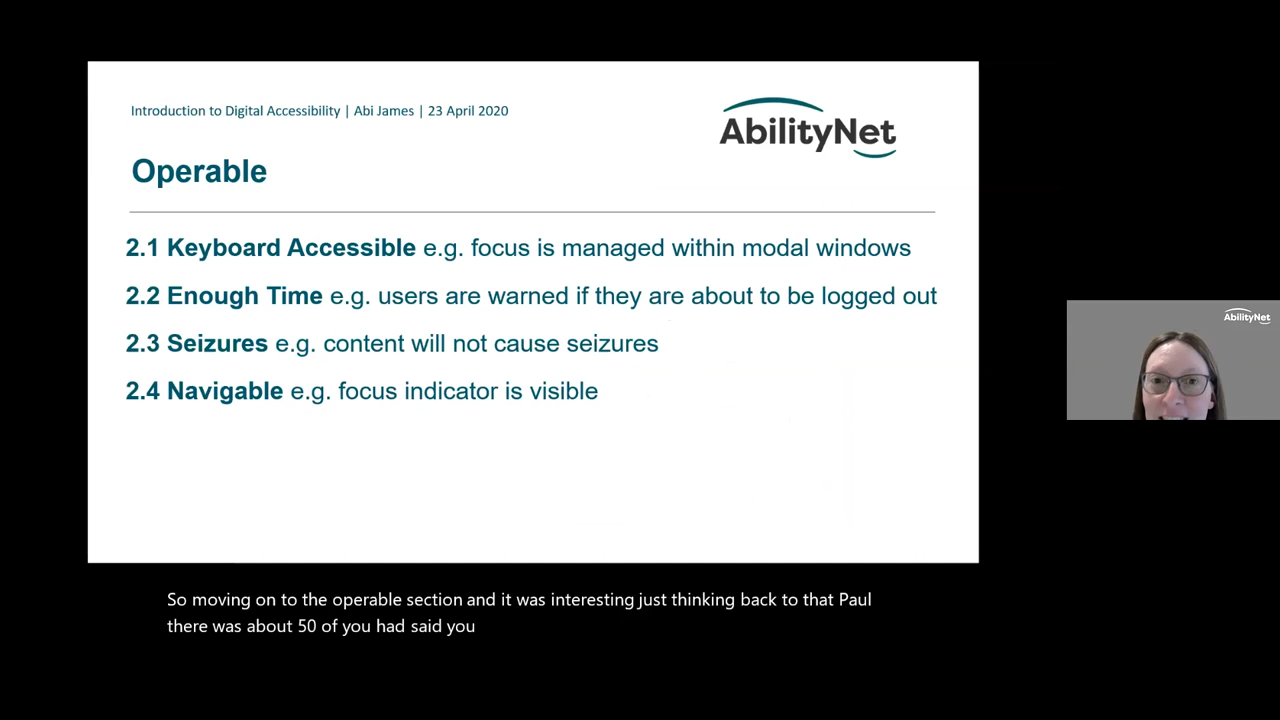 Introduction to Digital Accessibility | Abi James | 23 April 2020
AbilityNet
Operable
2.1 Keyboard Accessible e.g. focus is managed within modal windows
2.2 Enough Time e.g. users are warned if they are about to be logged out
2.3 Seizures e.g. content will not cause seizures
2.4 Navigable e.g. focus indicator is visible
AbilityNet
So moving on to the operable section and it was interesting just thinking back to that Paul
there was about 50 of you had said you